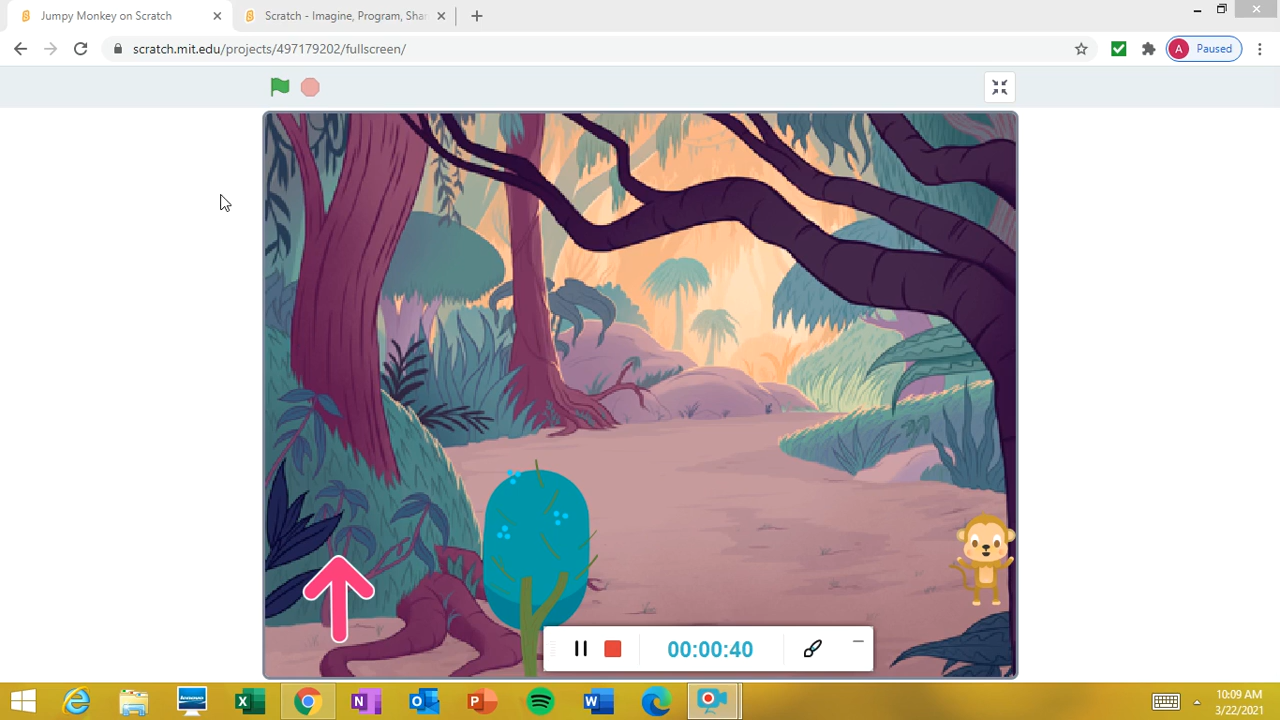 Jumpy Monkey on Scratch
Scratch - Imagine, Program, Shar
scratch.mit.edu/projects/497179202/fullscreen/
A Paused
00:00:40
10:09 AM
3/22/2021